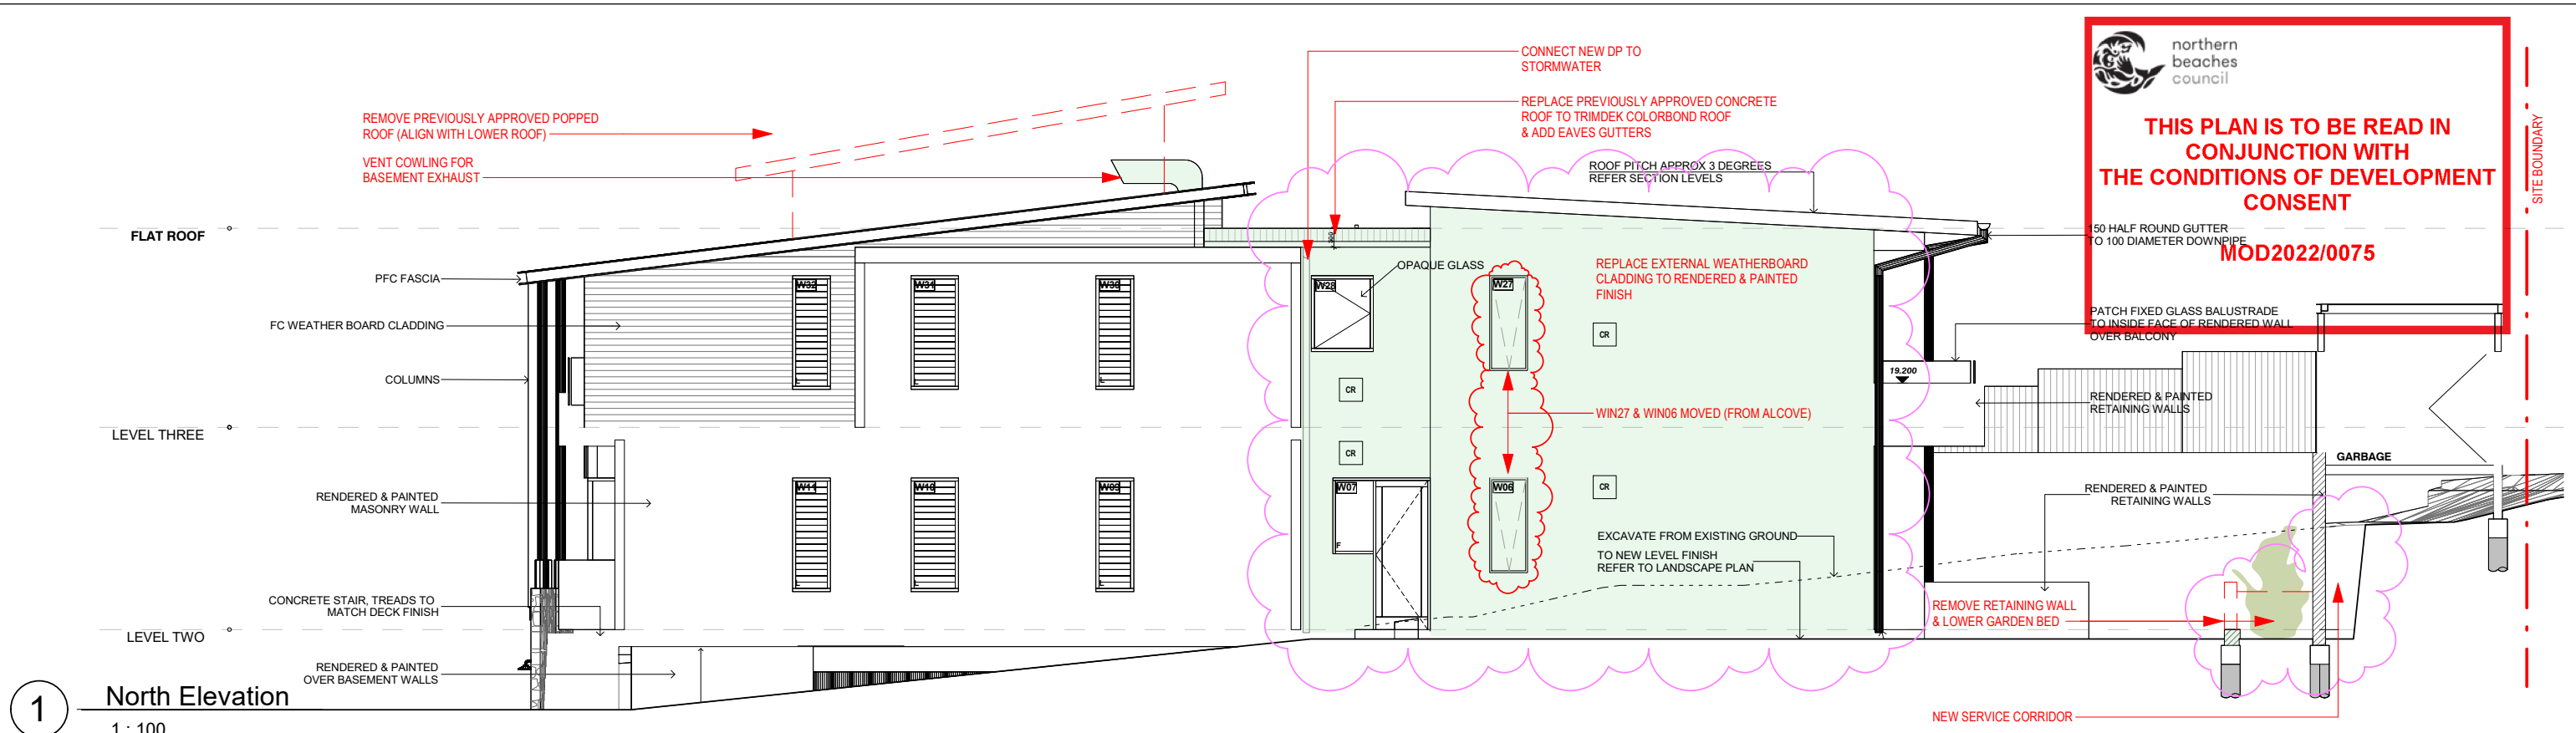 CONNECT NEW DP TO
STORMWATER
REMOVE PREVIOUSLY APPROVED POPPED
ROOF (ALIGN WITH LOWER ROOF)
VENT COWLING FOR
BASEMENT EXHAUST
REPLACE PREVIOUSLY APPROVED CONCRETE
ROOF TO TRIMDEK COLORBOND ROOF
& ADD EAVES GUTTERS
ROOF PITCH APPROX 3 DEGREES
REFER SECTION LEVELS
northern
beaches
council
THIS PLAN IS TO BE READ IN
CONJUNCTION WITH
THE CONDITIONS OF DEVELOPMENT
CONSENT
MOD2022/0075
SITE BOUNDARY
150 HALF ROUND GUTTER
TO 100 DIAMETER DOWNPIPE
FLAT ROOF
PFC FASCIA
FC WEATHER BOARD CLADDING
COLUMNS
LEVEL THREE
RENDERED & PAINTED
MASONRY WALL
CONCRETE STAIR, TREADS TO
MATCH DECK FINISH
LEVEL TWO
RENDERED & PAINTED
OVER BASEMENT WALLS
W32
W31
W30
W28
OPAQUE GLASS
W27
REPLACE EXTERNAL WEATHERBOARD
CLADDING TO RENDERED & PAINTED
FINISH
CR
CR
CR
CR
WIN27 & WIN06 MOVED (FROM ALCOVE)
L
L
L
W11
W10
W09
W07
W06
F
L
L
L
EXCAVATE FROM EXISTING GROUND
TO NEW LEVEL FINISH
REFER TO LANDSCAPE PLAN
PATCH FIXED GLASS BALUSTRADE
TO INSIDE FACE OF RENDERED WALL
OVER BALCONY
19.200
RENDERED & PAINTED
RETAINING WALLS
GARBAGE
RENDERED & PAINTED
RETAINING WALLS
REMOVE RETAINING WALL
& LOWER GARDEN BED
NEW SERVICE CORRIDOR
1
North Elevation
1 : 100